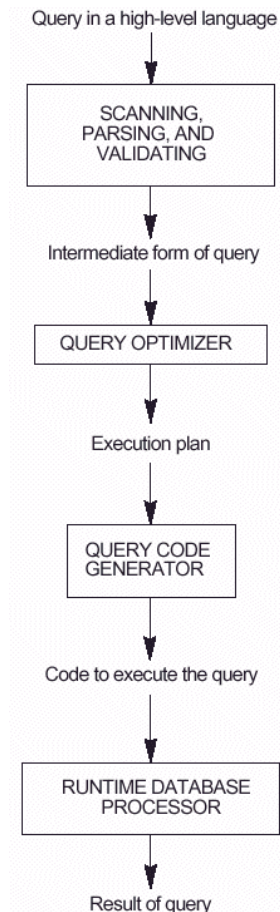 Query in a high-level language
SCANNING,
PARSING, AND
VALIDATING
Intermediate form of query
QUERY OPTIMIZER
Execution plan
QUERY CODE
GENERATOR
Code to execute the query
RUNTIME DATABASE
PROCESSOR
Result of query